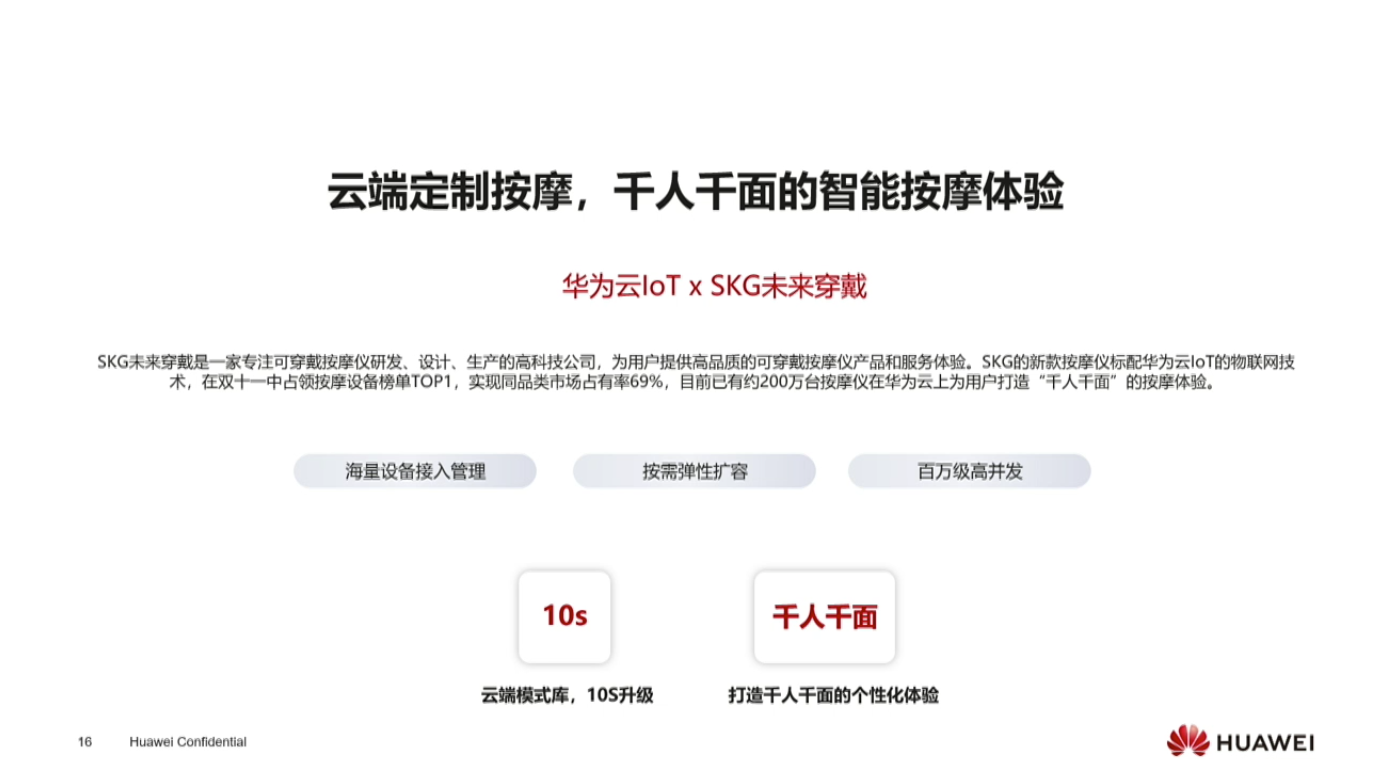 云端定制按摩，千人千面的智能按摩体验
华为云IoT x SKG未来穿戴
SKG未来穿戴是一家专注可穿戴按摩仪研发、设计、生产的高科技公司，为用户提供高品质的可穿戴按摩仪产品和服务体验。SKG的新款按摩仪标配华为云IoT的物联网技
术，在双十一中占领按摩设备榜单TOP1，实现同品类市场占有率69%，目前已有约200万台按摩仪在华为云上为用户打造“千人千面”的按摩体验。
海量设备接入管理
按需弹性扩容
百万级高并发
10s
千人千面
云端模式库，10S升级
打造千人千面的个性化体验
16
Huawei Confidential
HUAWEI